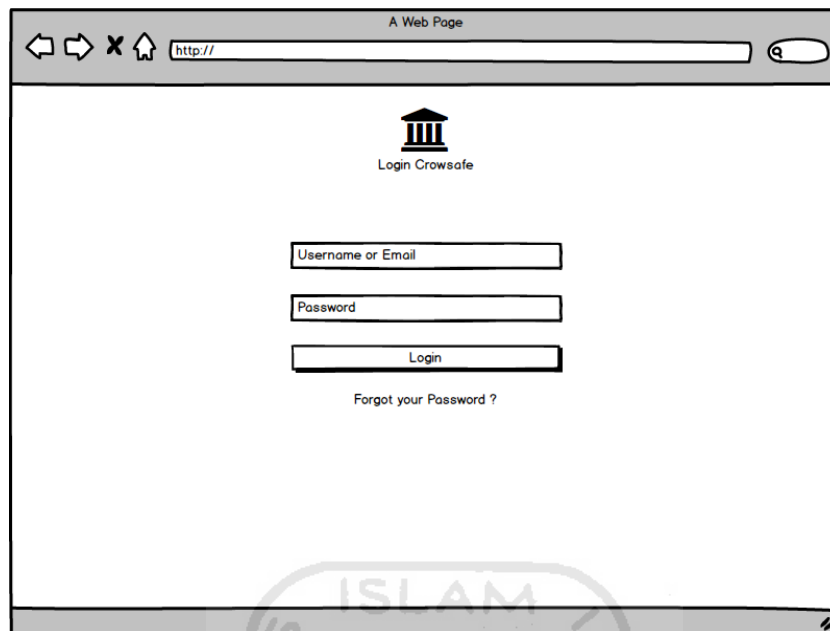 A Web Page
http://
Login Crowsafe
Username or Email
Password
Login
Forgot your Password ?
ISLAM